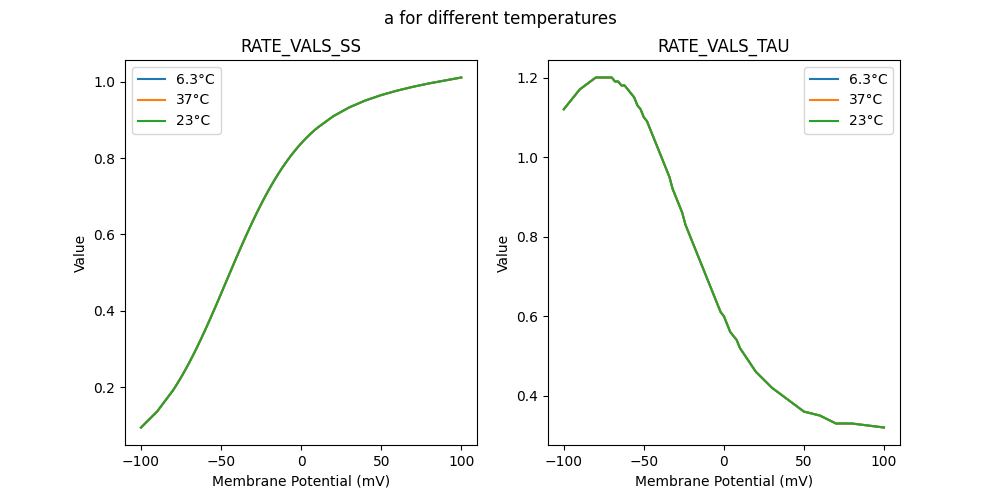 a for different temperatures
RATE_VALS_SS
Value
1.0
0.8
0.6
0.4
0.2
6.3°C
37°C
23°C
−100
−50
0
50
100
Membrane Potential (mV)
RATE_VALS_TAU
Value
1.2
1.0
0.8
0.6
0.4
6.3°C
37°C
23°C
−100
−50
0
50
100
Membrane Potential (mV)